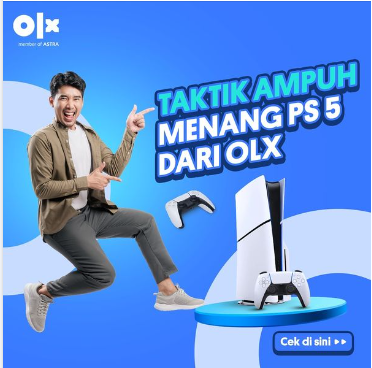 olx
member of ASTRA
TAKTIK AMPUH
MENANG PS 5
DARI OLX
Cek di sini